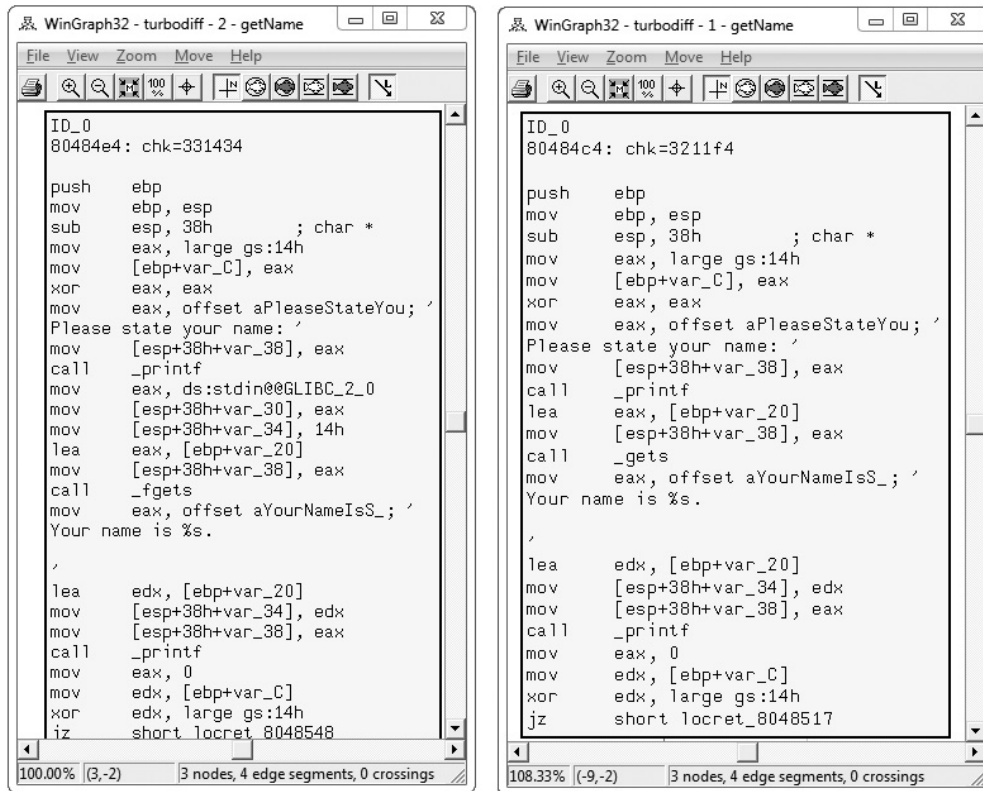 WinGraph32 - turbodiff - 2 - getName
File View Zoom Move Help
100 %
N
ID_0
80484e4: chk=331434
push ebp
mov ebp, esp
sub esp, 38h ; char *
mov eax, large gs:14h
mov [ebp+var_C], eax
xor eax, eax
mov eax, offset aPleaseStateYou; '
Please state your name: '
mov [esp+38h+var_38], eax
call _printf
mov eax, ds:stdin@@GLIBC_2_0
mov [esp+38h+var_30], eax
mov [esp+38h+var_34], 14h
lea eax, [ebp+var_20]
mov [esp+38h+var_38], eax
call _fgets
mov eax, offset aYourNameIsS_; '
Your name is %s.
'
lea edx, [ebp+var_20]
mov [esp+38h+var_34], edx
mov [esp+38h+var_38], eax
call _printf
mov eax, 0
mov edx, [ebp+var_C]
xor edx, large gs:14h
jz short locret_8048548
100.00% (3,-2) 3 nodes, 4 edge segments, 0 crossings
WinGraph32 - turbodiff - 1 - getName
File View Zoom Move Help
100 %
N
ID_0
80484c4: chk=3211f4
push ebp
mov ebp, esp
sub esp, 38h ; char *
mov eax, large gs:14h
mov [ebp+var_C], eax
xor eax, eax
mov eax, offset aPleaseStateYou; '
Please state your name: '
mov [esp+38h+var_38], eax
call _printf
lea eax, [ebp+var_20]
mov [esp+38h+var_38], eax
call _gets
mov eax, offset aYourNameIsS_; '
Your name is %s.
'
lea edx, [ebp+var_20]
mov [esp+38h+var_34], edx
mov [esp+38h+var_38], eax
call _printf
mov eax, 0
mov edx, [ebp+var_C]
xor edx, large gs:14h
jz short locret_8048517
108.33% (-9,-2) 3 nodes, 4 edge segments, 0 crossings